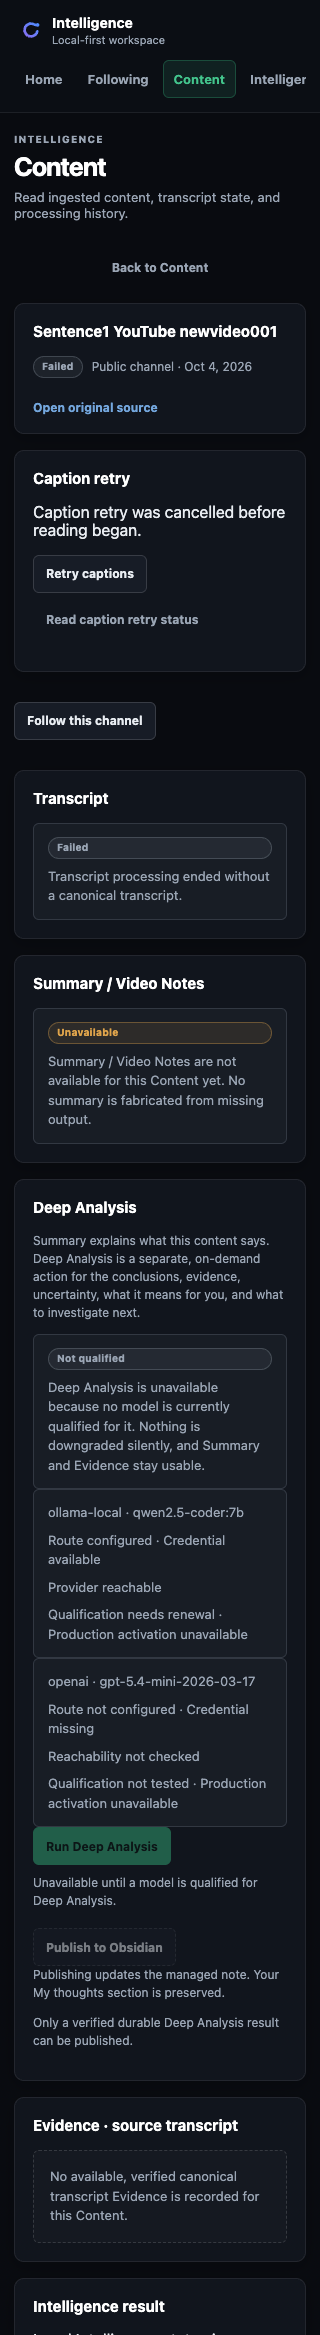 Intelligence
Local-first workspace
Home Following Content Intelliger
INTELLIGENCE
Content
Read ingested content, transcript state, and
processing history.
Back to Content
Sentence1 YouTube newvideo001
Failed Public channel · Oct 4, 2026
Open original source
Caption retry
Caption retry was cancelled before
reading began.
Retry captions
Read caption retry status
Follow this channel
Transcript
Failed
Transcript processing ended without
a canonical transcript.
Summary / Video Notes
Unavailable
Summary / Video Notes are not
available for this Content yet. No
summary is fabricated from missing
output.
Deep Analysis
Summary explains what this content says.
Deep Analysis is a separate, on-demand
action for the conclusions, evidence,
uncertainty, what it means for you, and what
to investigate next.
Not qualified
Deep Analysis is unavailable
because no model is currently
qualified for it. Nothing is
downgraded silently, and Summary
and Evidence stay usable.
ollama-local · qwen2.5-coder:7b
Route configured · Credential
available
Provider reachable
Qualification needs renewal ·
Production activation unavailable
openai · gpt-5.4-mini-2026-03-17
Route not configured · Credential
missing
Reachability not checked
Qualification not tested · Production
activation unavailable
Run Deep Analysis
Unavailable until a model is qualified for
Deep Analysis.
Publish to Obsidian
Publishing updates the managed note. Your
My thoughts section is preserved.
Only a verified durable Deep Analysis result
can be published.
Evidence · source transcript
No available, verified canonical
transcript Evidence is recorded for
this Content.
Intelligence result